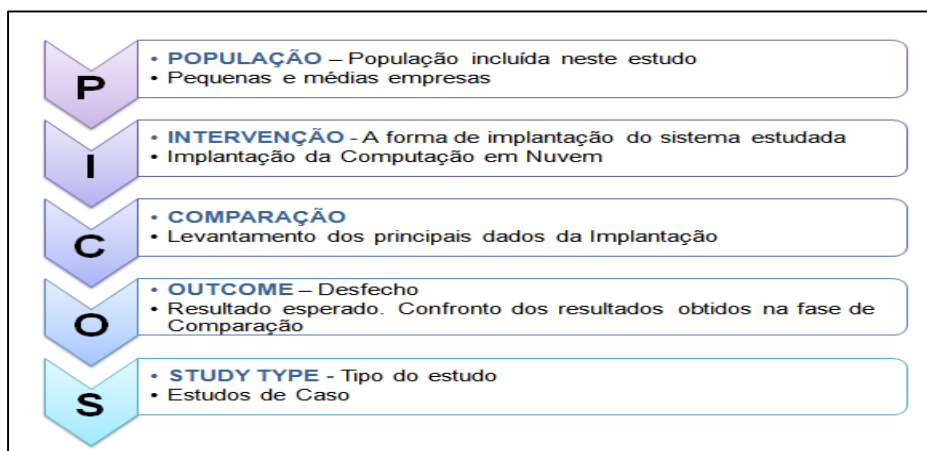 P
• POPULAÇÃO – População incluída neste estudo
• Pequenas e médias empresas
I
• INTERVENÇÃO - A forma de implantação do sistema estudada
• Implantação da Computação em Nuvem
C
• COMPARAÇÃO
• Levantamento dos principais dados da Implantação
O
• OUTCOME – Desfecho
• Resultado esperado. Confronto dos resultados obtidos na fase de
Comparação
S
• STUDY TYPE - Tipo do estudo
• Estudos de Caso